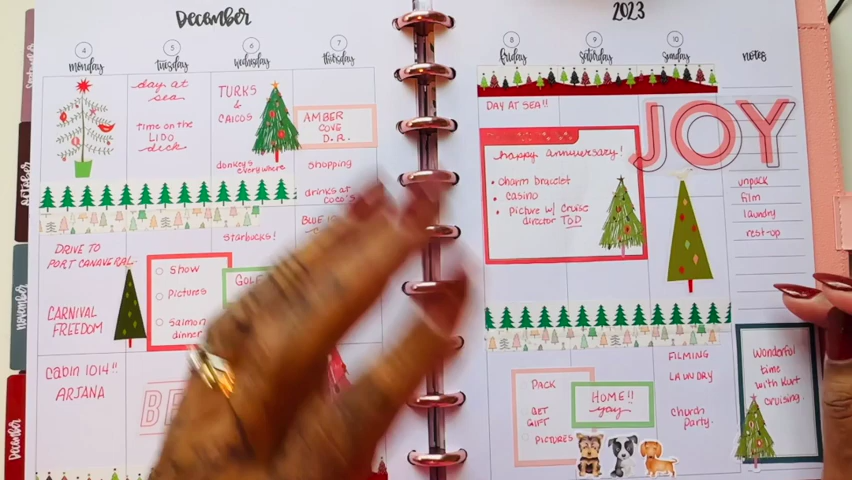 December
2023
4
monday
5
tuesday
6
wednesday
7
thursday
8
friday
9
saturday
10
sunday
notes
day at
sea
time on the
LIDO
deck
TURKS
&
CAICOS
donkeys
everywhere
AMBER
COVE
D.R.
shopping
drinks at
coco's
DRIVE TO
PORT CANAVERAL.
CARNIVAL
FREEDOM
Show
Pictures
Salmon
dinner
STARBUCKS!
cabin 1014!!
ARJANA
DAY AT SEA!!
happy anniversary!
• charm bracelet
• casino
• picture w/ cruise
director TDD
JOY
unpack
film
laundry
rest-up
PACK
GET
GIFT
PICTURES
HOME!!
yay
FILMING
LAUNDRY
church
party.
Wonderful
time
with Kurt
cruising.
november
December